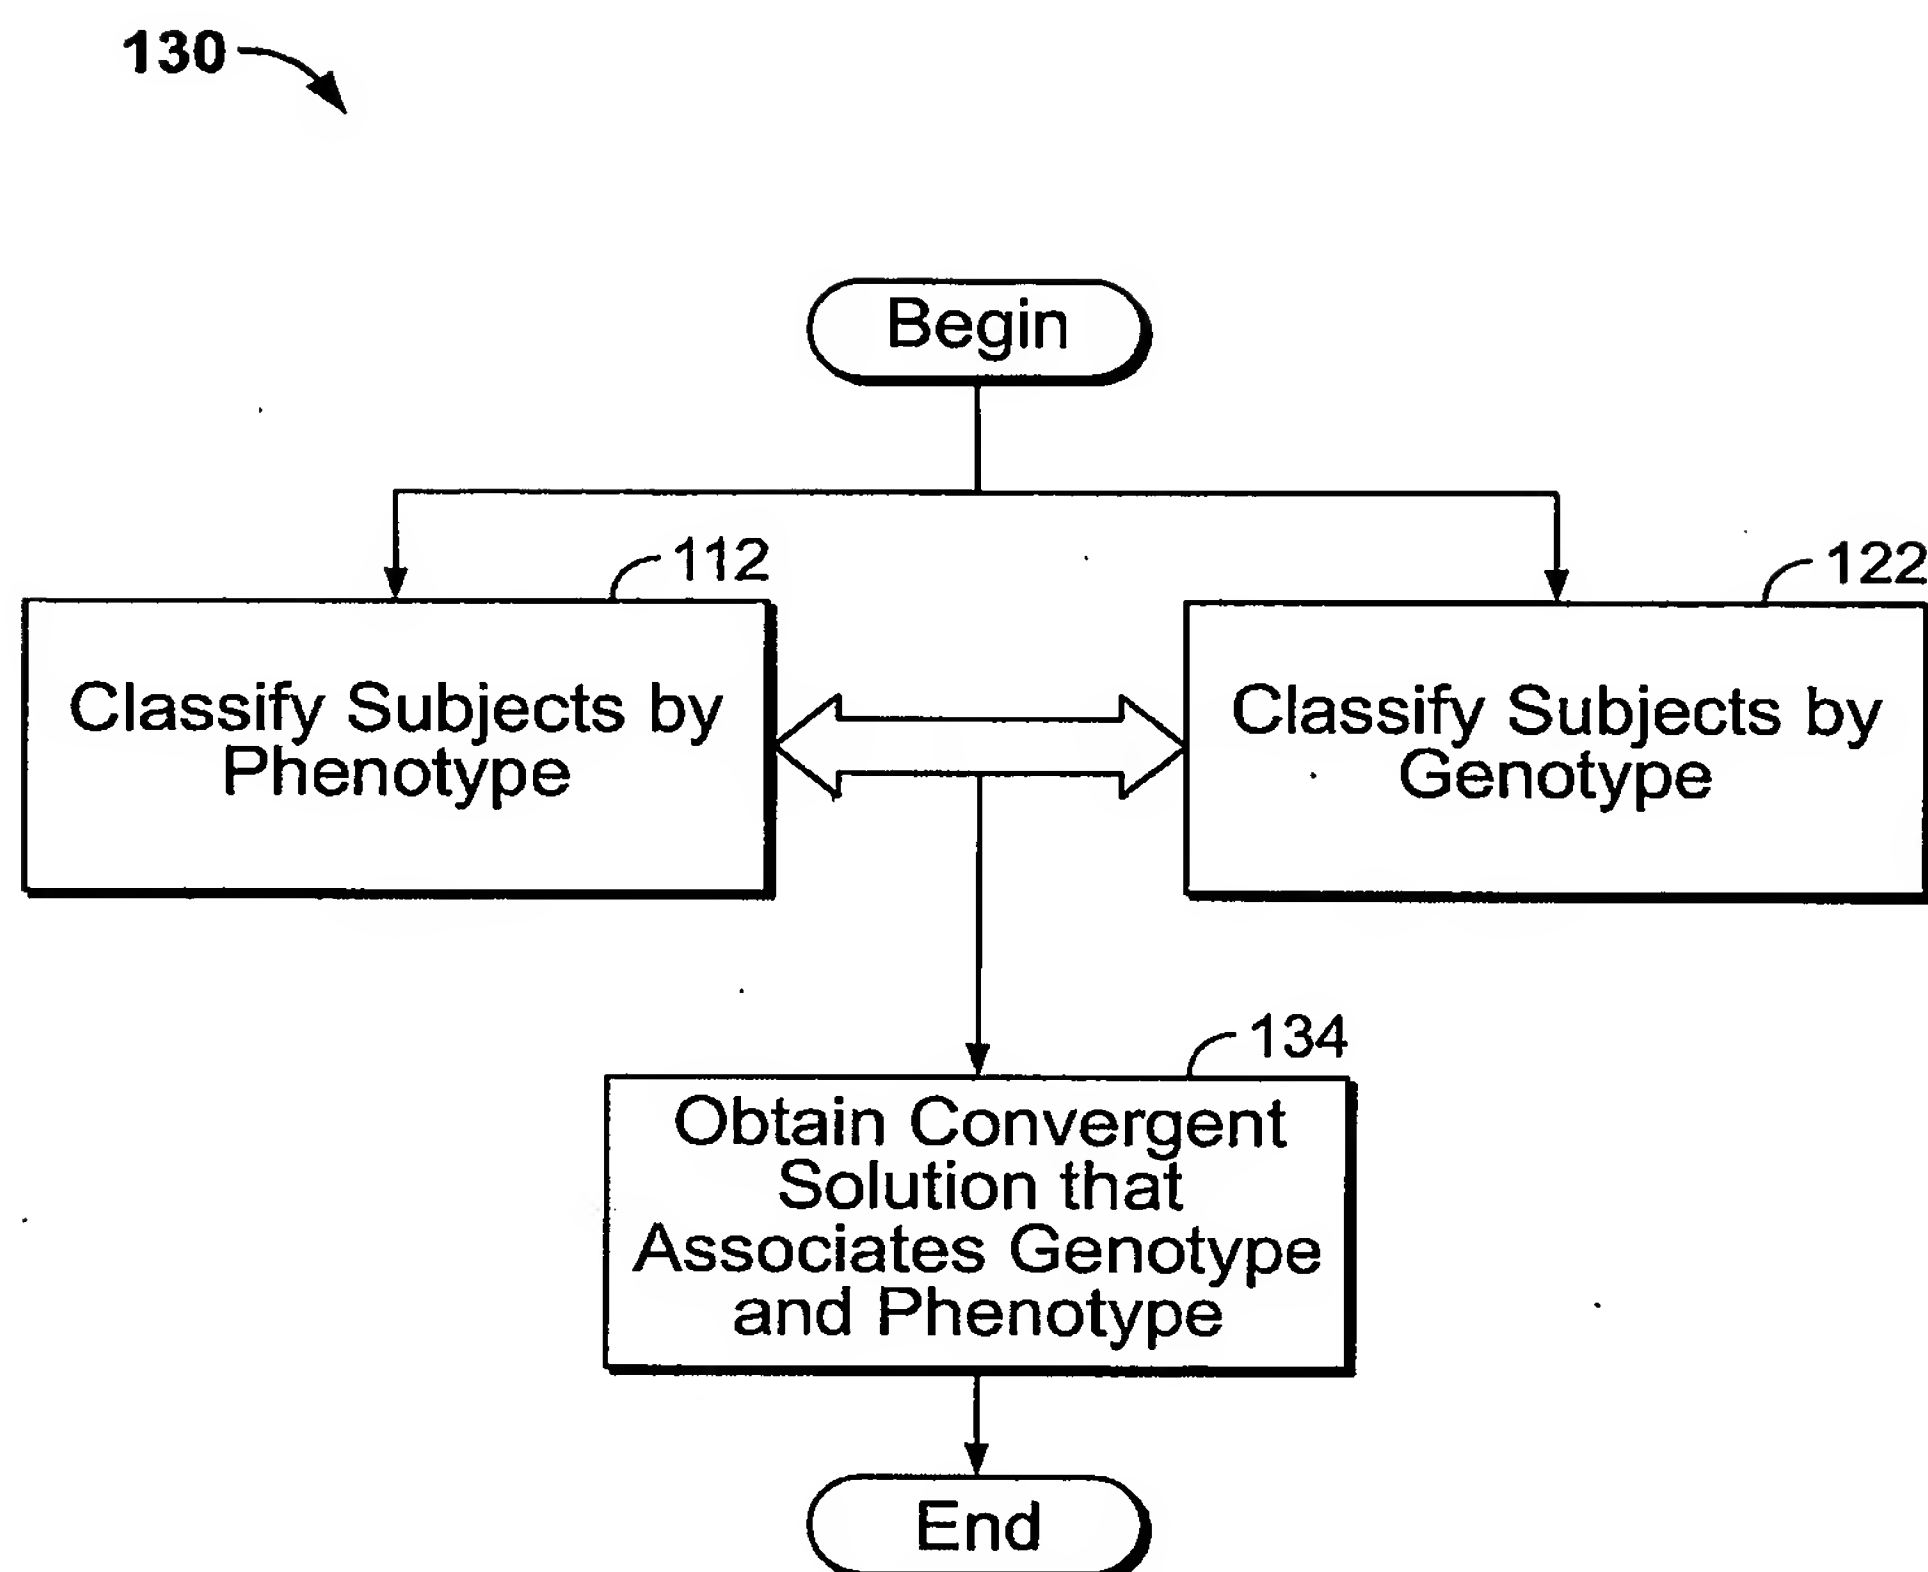 130
Begin
112
122
Classify Subjects by
Phenotype
Classify Subjects by
Genotype
134
Obtain Convergent
Solution that
Associates Genotype
and Phenotype
End